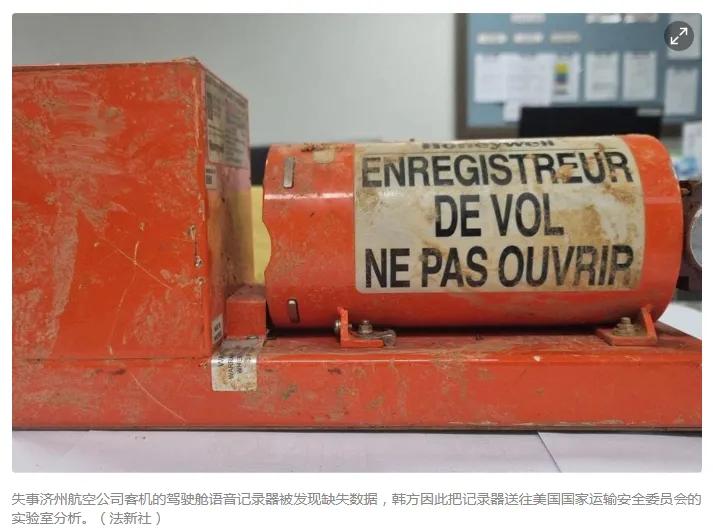 Honeywell
ENREGISTREUR
DE VOL
NE PAS OUVRIR
失事济州航空公司客机的驾驶舱语音记录器被发现缺失数据，韩方因此把记录器送往美国国家运输安全委员会的
实验室分析。（法新社）